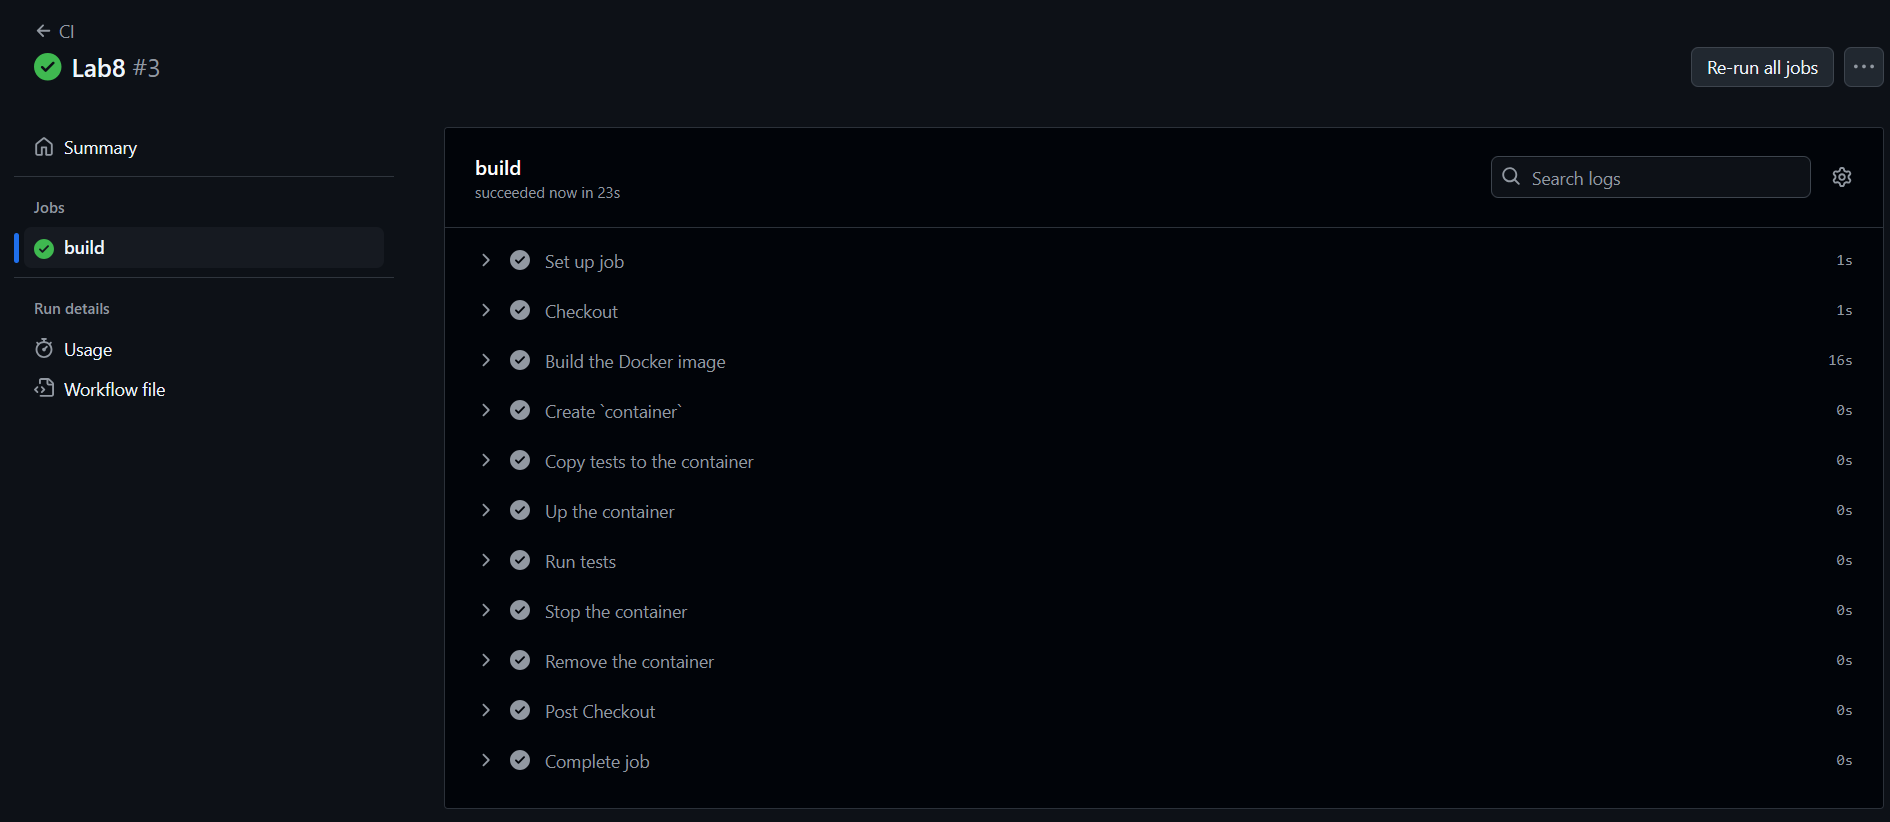 CI
Lab8 #3
Re-run all jobs
Summary
Jobs
build
Run details
Usage
Workflow file
build
succeeded now in 23s
Search logs
Set up job 1s
Checkout 1s
Build the Docker image 16s
Create `container` 0s
Copy tests to the container 0s
Up the container 0s
Run tests 0s
Stop the container 0s
Remove the container 0s
Post Checkout 0s
Complete job 0s